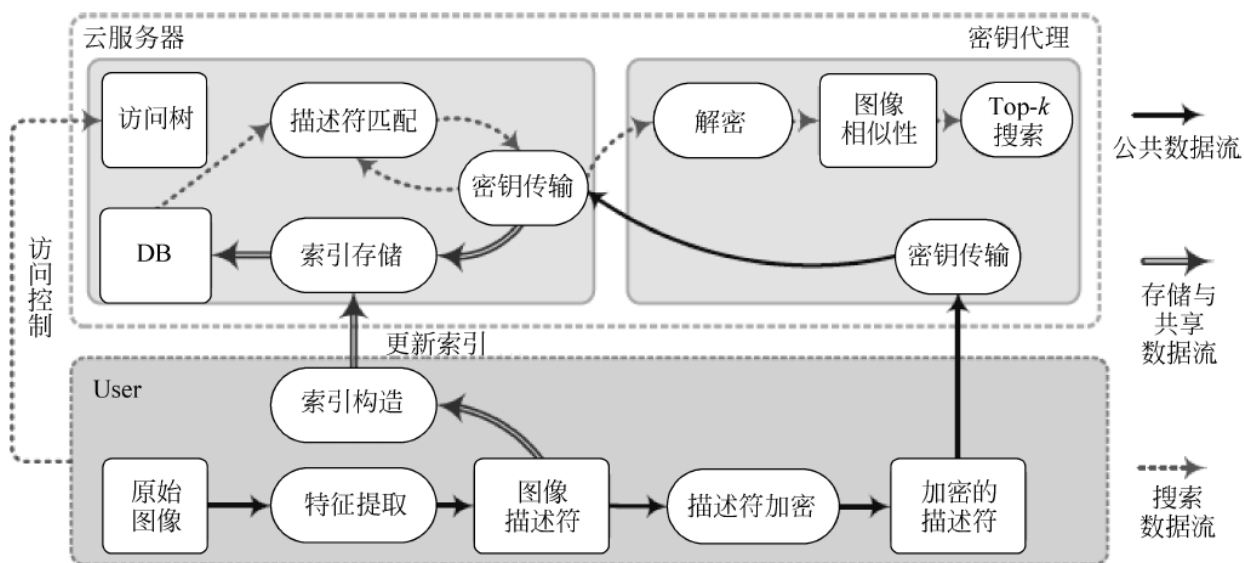 云服务器
密钥代理
访问树
描述符匹配
密钥传输
解密
图像
相似性
Top-k
搜索
DB
索引存储
密钥传输
访问控制
更新索引
User
索引构造
原始
图像
特征提取
图像
描述符
描述符加密
加密的
描述符
公共数据流
存储与
共享
数据流
搜索
数据流